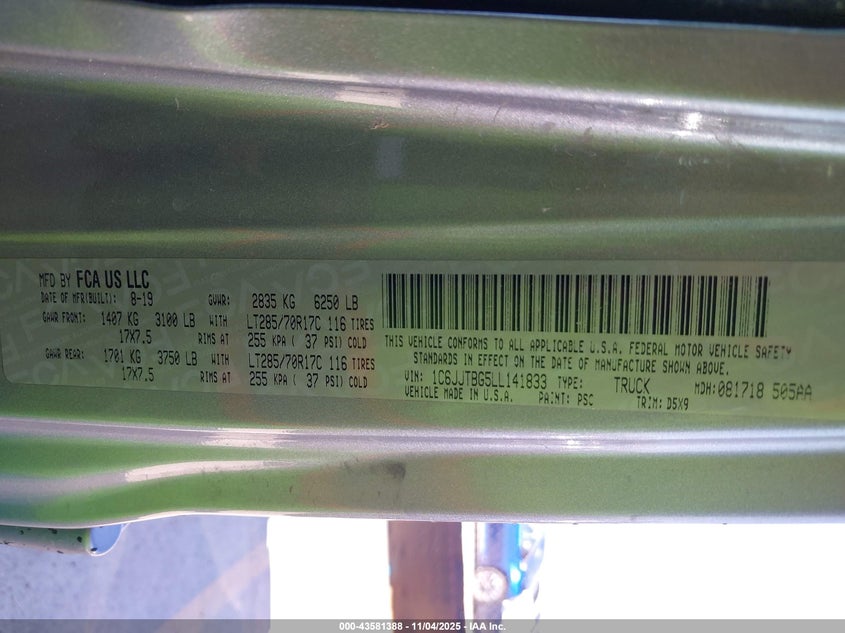 MFD BY FCA US LLC
DATE OF MFR(BUILT): 8-19 GVWR: 2835 KG 6250 LB
GAWR FRONT: 1407 KG 3100 LB WITH LT285/70R17C 116 TIRES
17X7.5 RIMS AT 255 KPA ( 37 PSI) COLD
GAWR REAR: 1701 KG 3750 LB WITH LT285/70R17C 116 TIRES
17X7.5 RIMS AT 255 KPA ( 37 PSI) COLD
THIS VEHICLE CONFORMS TO ALL APPLICABLE U.S.A. FEDERAL MOTOR VEHICLE SAFETY
STANDARDS IN EFFECT ON THE DATE OF MANUFACTURE SHOWN ABOVE.
VIN: 1C6JJTBG5LL141833 TYPE: TRUCK MDH:081718 505AA
VEHICLE MADE IN U.S.A. PAINT: PSC TRIM: D5X9
000-43581388 - 11/04/2025 - IAA Inc.